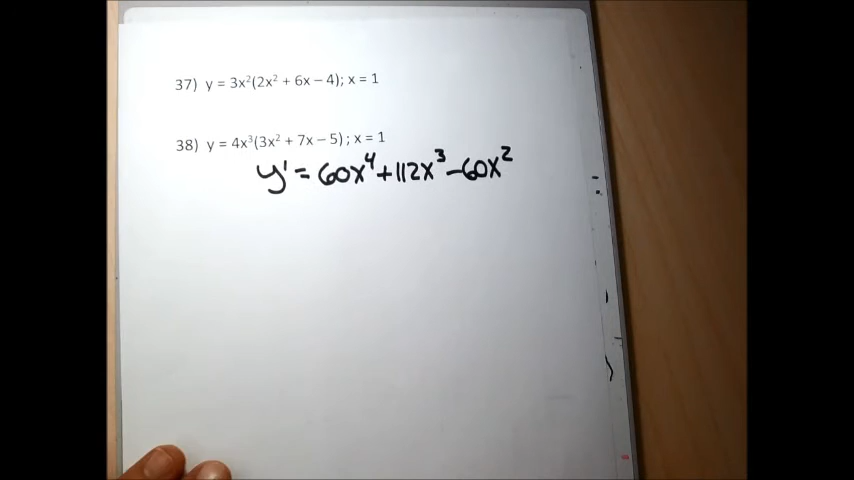 37) y = 3x²(2x² + 6x – 4); x = 1
38) y = 4x³(3x² + 7x – 5) ; x = 1
y' = 60x⁴ + 112x³ – 60x²